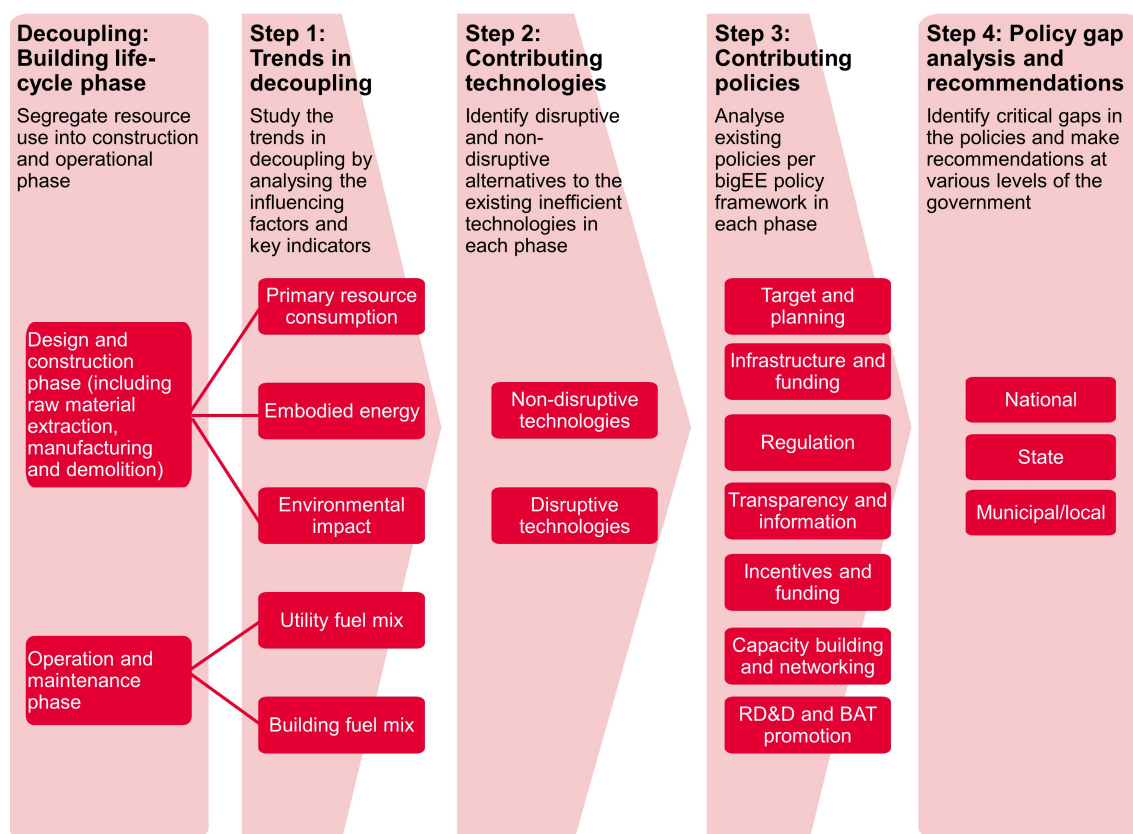 Decoupling:
Building life-
cycle phase
Segregate resource
use into construction
and operational
phase
Design and
construction
phase (including
raw material
extraction,
manufacturing
and demolition)
Operation and
maintenance
phase
Step 1:
Trends in
decoupling
Study the
trends in
decoupling by
analysing the
influencing
factors and
key indicators
Primary resource
consumption
Embodied energy
Environmental
impact
Utility fuel mix
Building fuel mix
Step 2:
Contributing
technologies
Identify disruptive
and non-
disruptive
alternatives to the
existing inefficient
technologies in
each phase
Non-disruptive
technologies
Disruptive
technologies
Step 3:
Contributing
policies
Analyse
existing
policies per
bigEE policy
framework in
each phase
Target and
planning
Infrastructure and
funding
Regulation
Transparency and
information
Incentives and
funding
Capacity building
and networking
RD&D and BAT
promotion
Step 4: Policy gap
analysis and
recommendations
Identify critical gaps in
the policies and make
recommendations at
various levels of the
government
National
State
Municipal/local